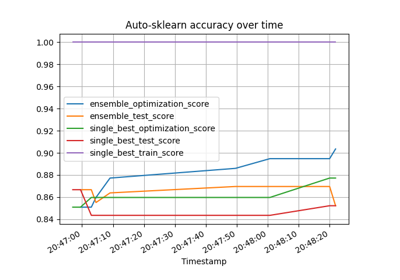 Auto-sklearn accuracy over time
1.00
0.98
0.96
0.94
0.92
0.90
0.88
0.86
0.84
ensemble_optimization_score
ensemble_test_score
single_best_optimization_score
single_best_test_score
single_best_train_score
20:47:00
20:47:10
20:47:20
20:47:30
20:47:40
20:47:50
20:48:00
20:48:10
20:48:20
Timestamp